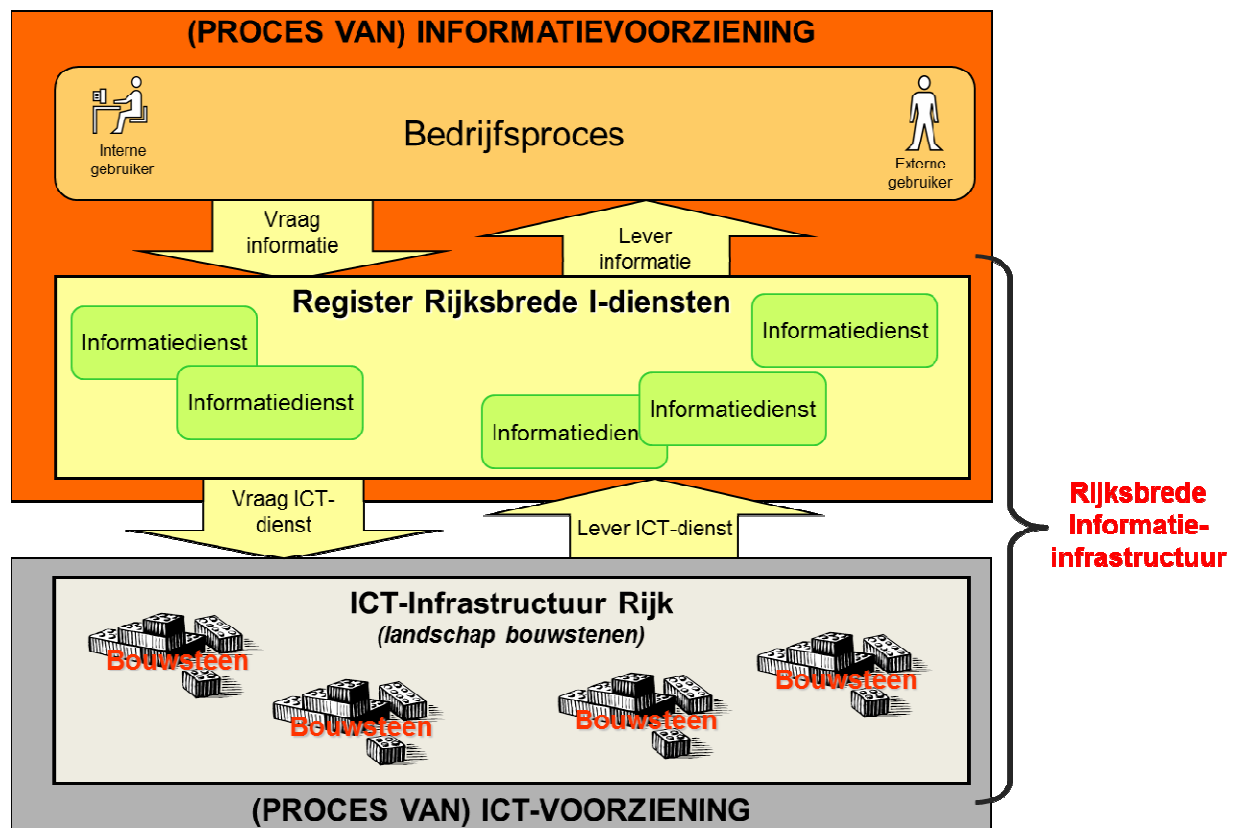 (PROCES VAN) INFORMATIEVOORZIENING
Bedrijfsproces
Interne
gebruiker
Externe
gebruiker
Vraag
informatie
Lever
informatie
Register Rijksbrede I-diensten
Informatiedienst
Informatiedienst
Informatiedien
Informatiedienst
Informatiedienst
Vraag ICT-
dienst
Lever ICT-dienst
Rijksbrede
Informatie-
infrastructuur
ICT-Infrastructuur Rijk
(landschap bouwstenen)
Bouwsteen
Bouwsteen
Bouwsteen
Bouwsteen
(PROCES VAN) ICT-VOORZIENING